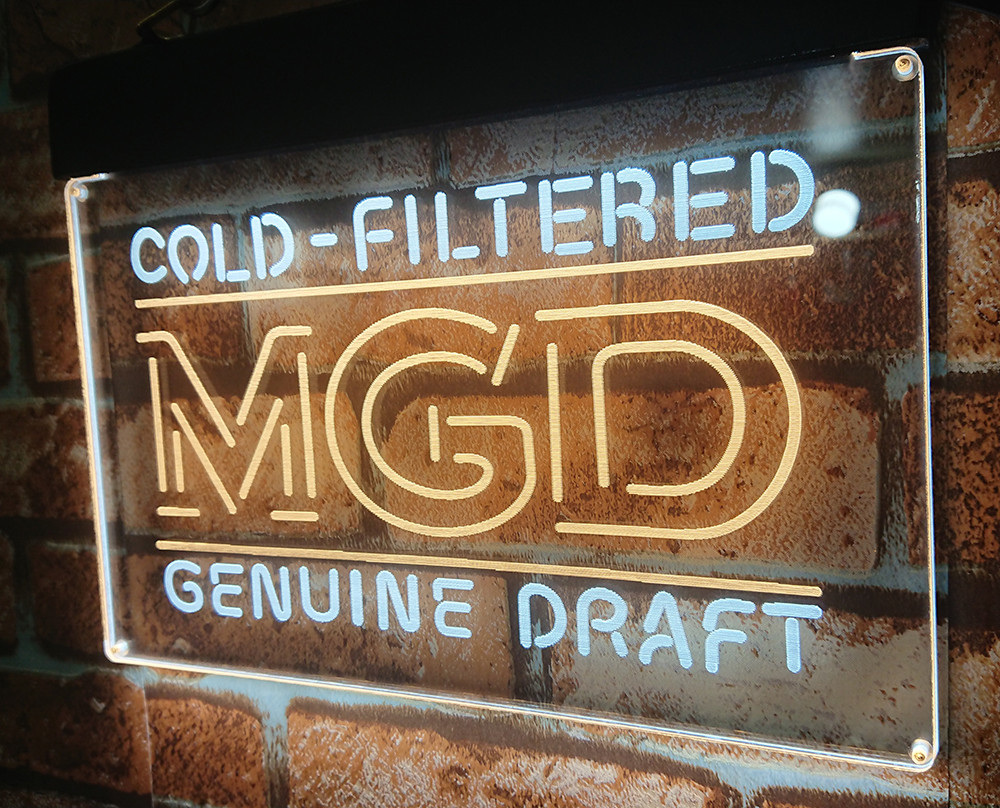 COLD-FILTERED
MGD
GENUINE DRAFT